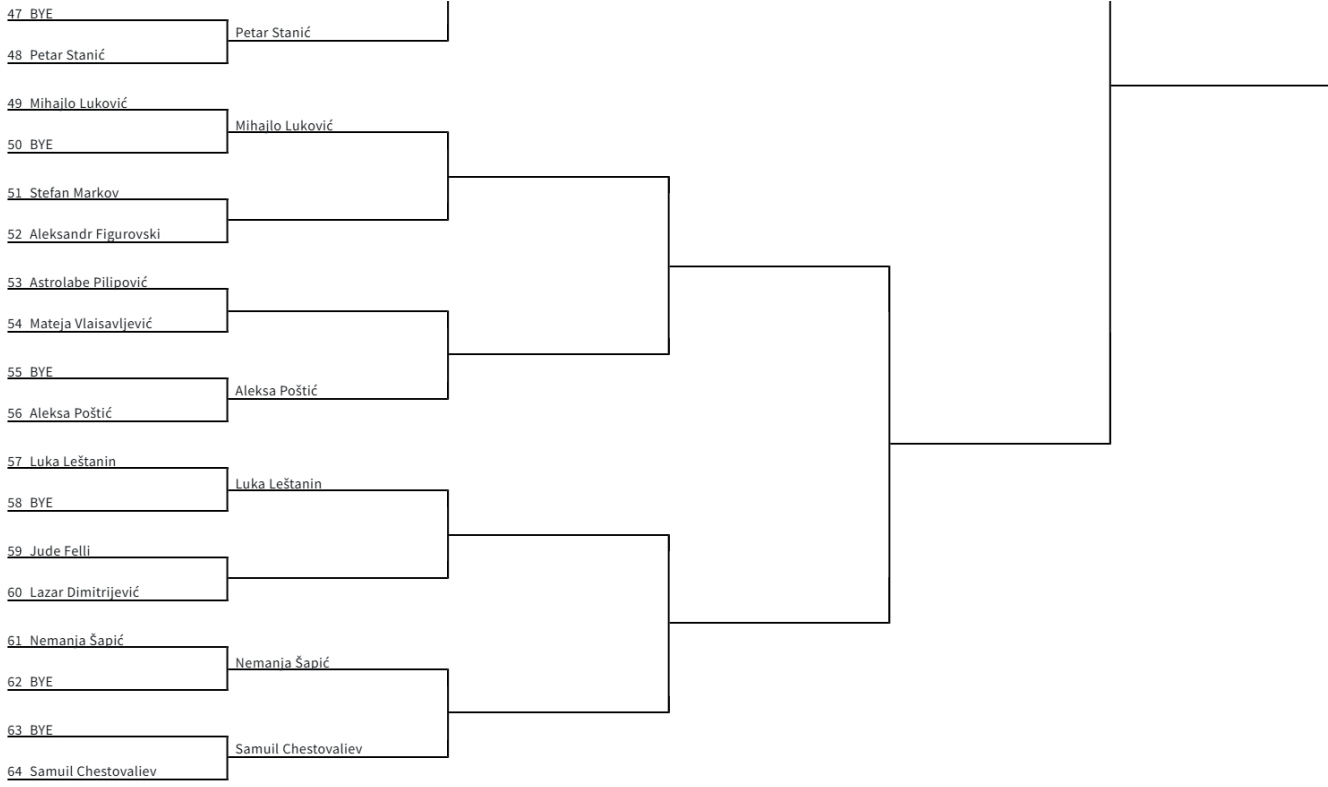 47 BYE
Petar Stanić
48 Petar Stanić
49 Mihajlo Luković
Mihajlo Luković
50 BYE
51 Stefan Markov
52 Aleksandr Figurovski
53 Astrolabe Pilipović
54 Mateja Vlaisavljević
55 BYE
Aleksa Poštić
56 Aleksa Poštić
57 Luka Leštanin
Luka Leštanin
58 BYE
59 Jude Felli
60 Lazar Dimitrijević
61 Nemanja Šapić
Nemanja Šapić
62 BYE
63 BYE
Samuil Chestovaliev
64 Samuil Chestovaliev